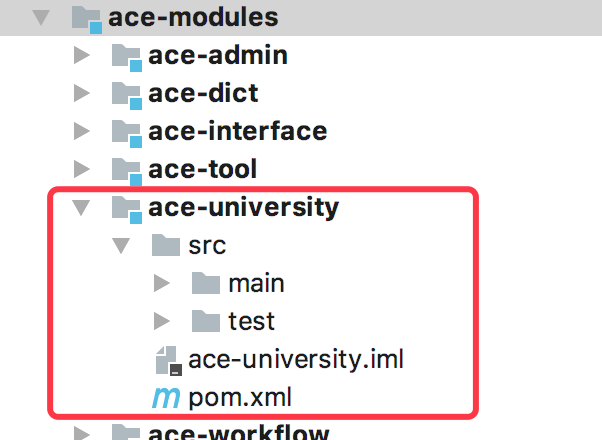 ace-modules
ace-admin
ace-dict
ace-interface
ace-tool
ace-university
src
main
test
ace-university.iml
pom.xml
ace-workflow